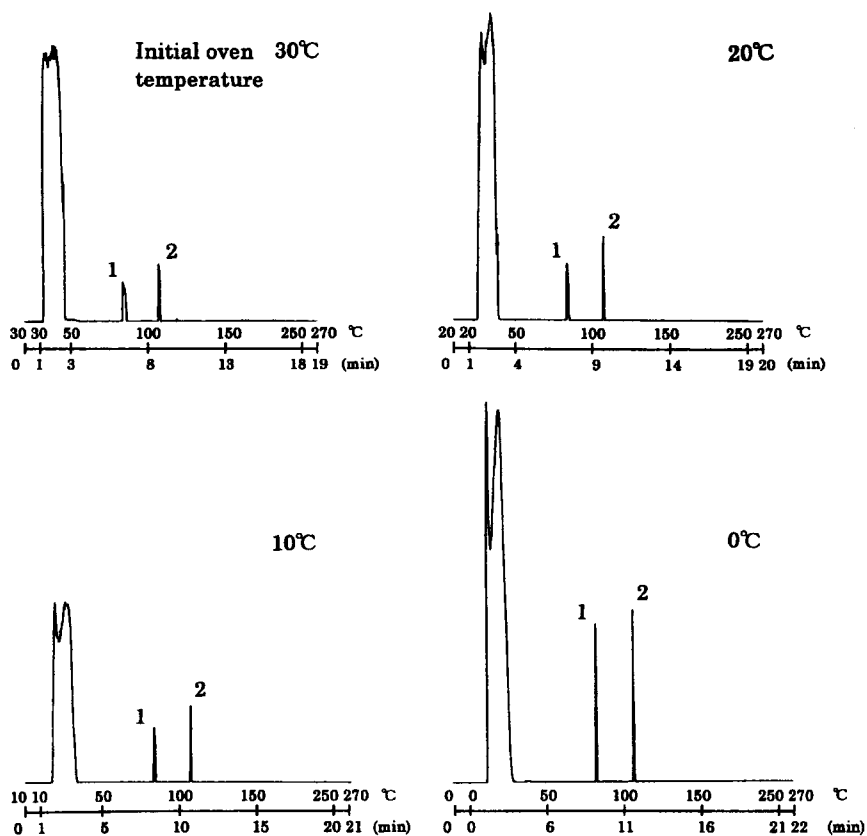 Initial oven 30℃
temperature
1
2
30 30 50 100 150 250 270 ℃
0 1 3 8 13 18 19 (min)
20℃
1
2
20 20 50 100 150 250 270 ℃
0 1 4 9 14 19 20 (min)
10℃
1
2
10 10 50 100 150 250 270 ℃
0 1 5 10 15 20 21 (min)
0℃
1
2
0 0 50 100 150 250 270 ℃
0 0 6 11 16 21 22 (min)